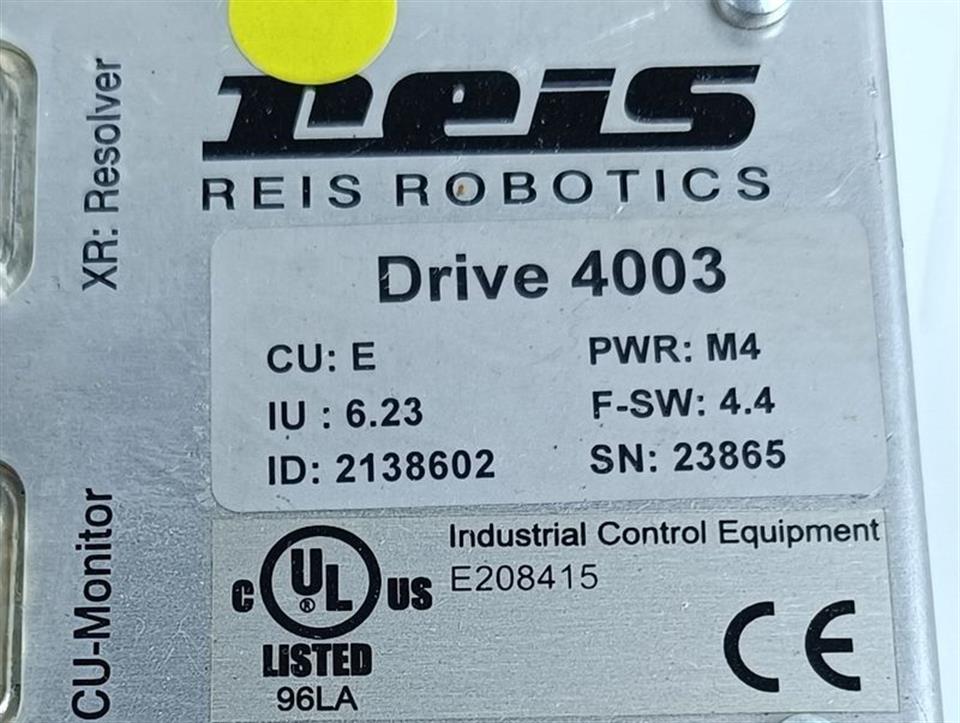 reis
REIS ROBOTICS
XR: Resolver
Drive 4003
CU: E
PWR: M4
IU : 6.23
F-SW: 4.4
ID: 2138602
SN: 23865
CU-Monitor
C UL ® US
LISTED
96LA
Industrial Control Equipment
E208415
CE